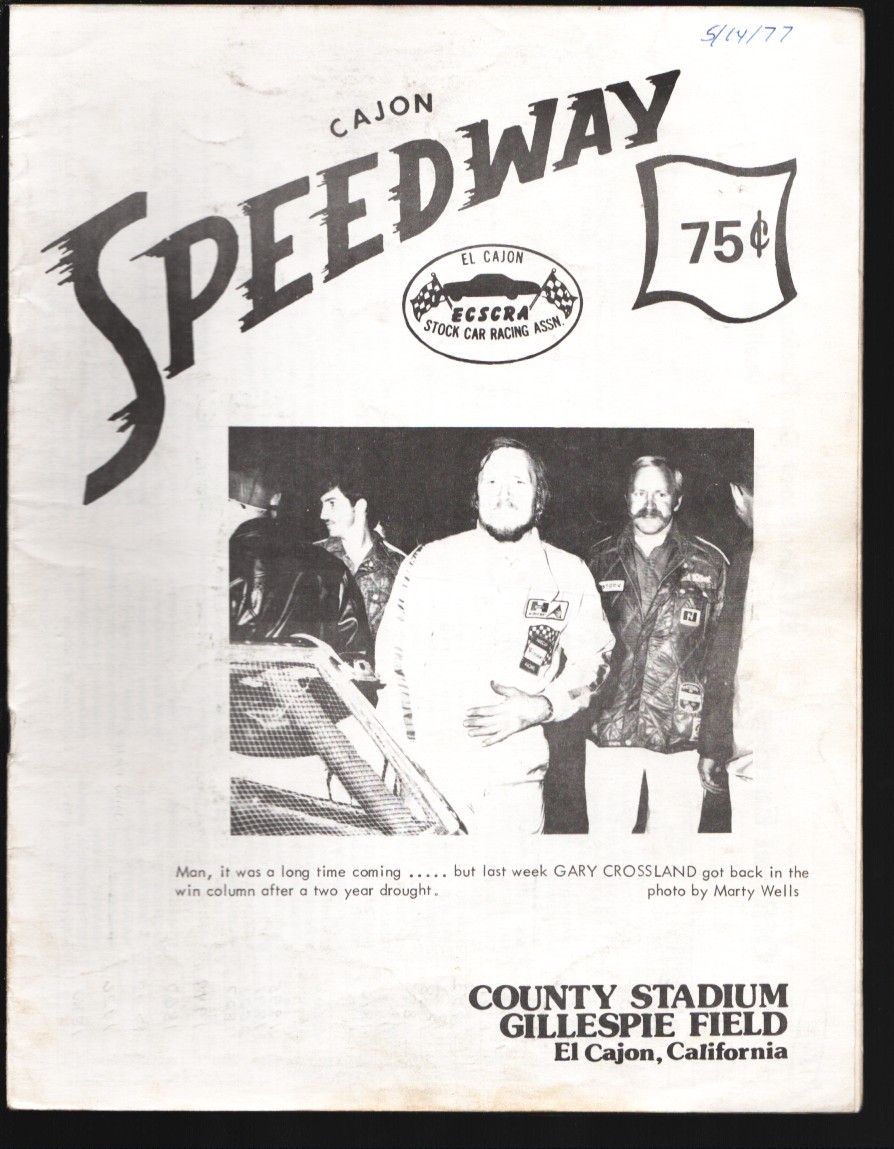 5/14/77
CAJON
SPEEDWAY
75¢
EL CAJON
ECSCRA
STOCK CAR RACING ASSN.
Man, it was a long time coming ..... but last week GARY CROSSLAND got back in the
win column after a two year drought. photo by Marty Wells
COUNTY STADIUM
GILLESPIE FIELD
El Cajon, California